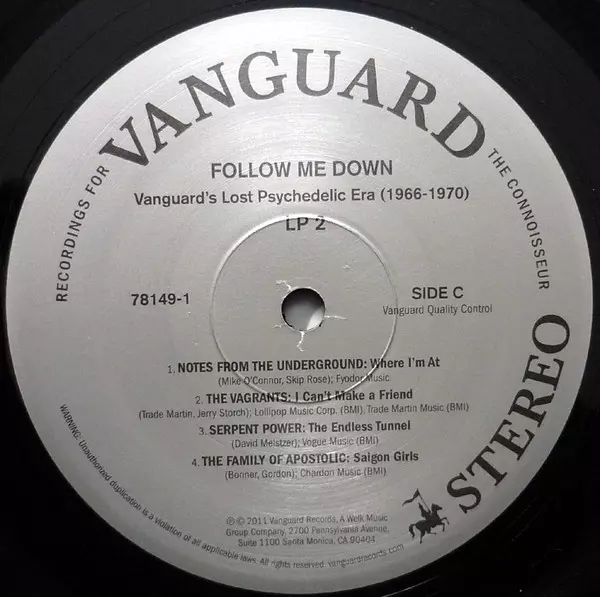 RECORDINGS FOR
VANGUARD
THE CONNOISSEUR
FOLLOW ME DOWN
Vanguard's Lost Psychedelic Era (1966-1970)
LP 2
78149-1
SIDE C
Vanguard Quality Control
1. NOTES FROM THE UNDERGROUND: Where I'm At
(Mike O'Connor, Skip Rose); Fyodor Music
2. THE VAGRANTS: I Can't Make a Friend
(Trade Martin, Jerry Storch); Lollipop Music Corp. (BMI), Trade Martin Music (BMI)
3. SERPENT POWER: The Endless Tunnel
(David Melstzer); Vogue Music (BMI)
4. THE FAMILY OF APOSTOLIC: Saigon Girls
(Bonner, Gordon); Chardon Music (BMI)
STEREO
℗ © 2011 Vanguard Records, A Welk Music
Group Company, 2700 Pennsylvania Avenue,
Suite 1100 Santa Monica, CA 90404
WARNING: Unauthorized duplication is a violation of all applicable laws. All rights reserved. vanguardrecords.com